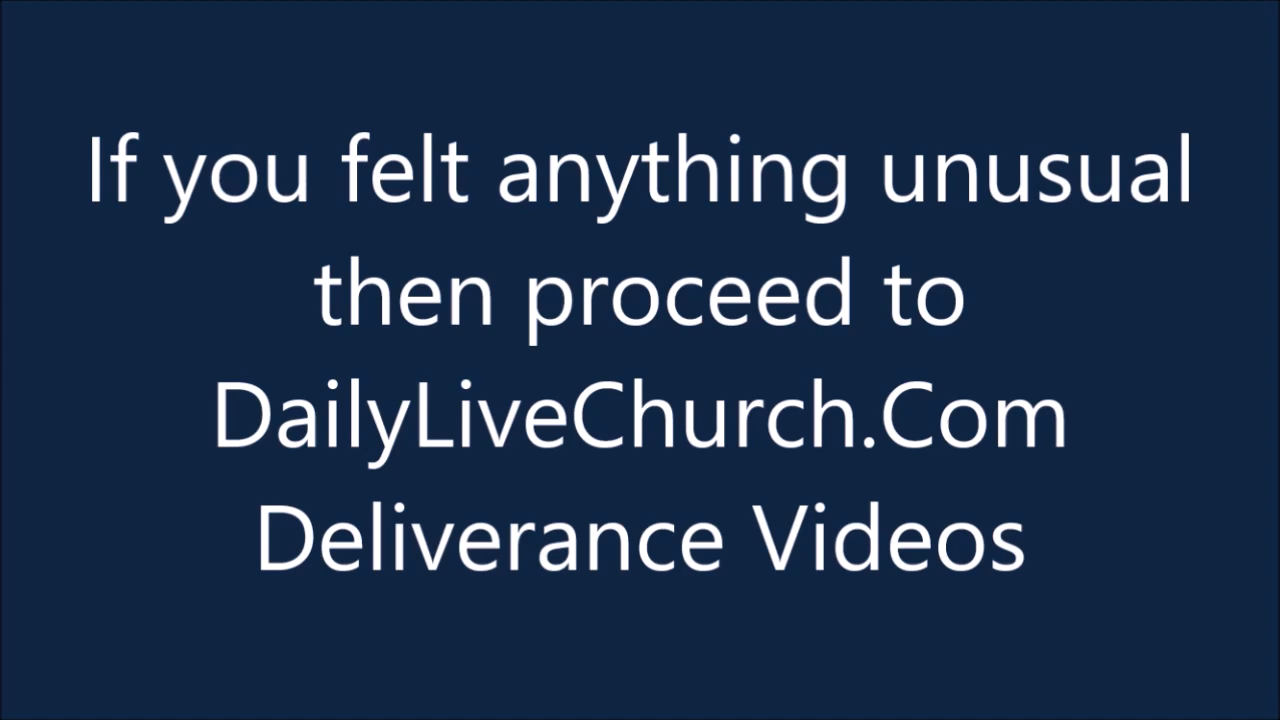 If you felt anything unusual
then proceed to
DailyLiveChurch.Com
Deliverance Videos